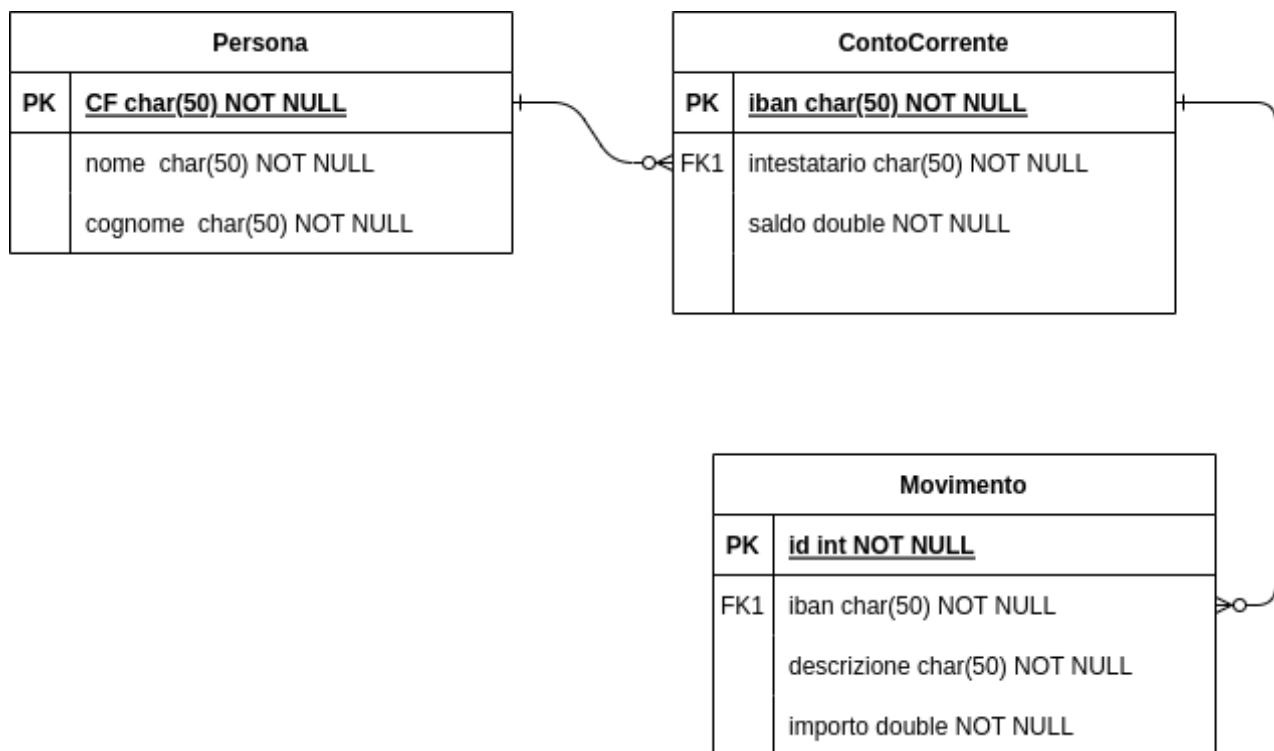 Persona
PK CF char(50) NOT NULL
nome char(50) NOT NULL
cognome char(50) NOT NULL
ContoCorrente
PK iban char(50) NOT NULL
FK1 intestatario char(50) NOT NULL
saldo double NOT NULL
Movimento
PK id int NOT NULL
FK1 iban char(50) NOT NULL
descrizione char(50) NOT NULL
importo double NOT NULL